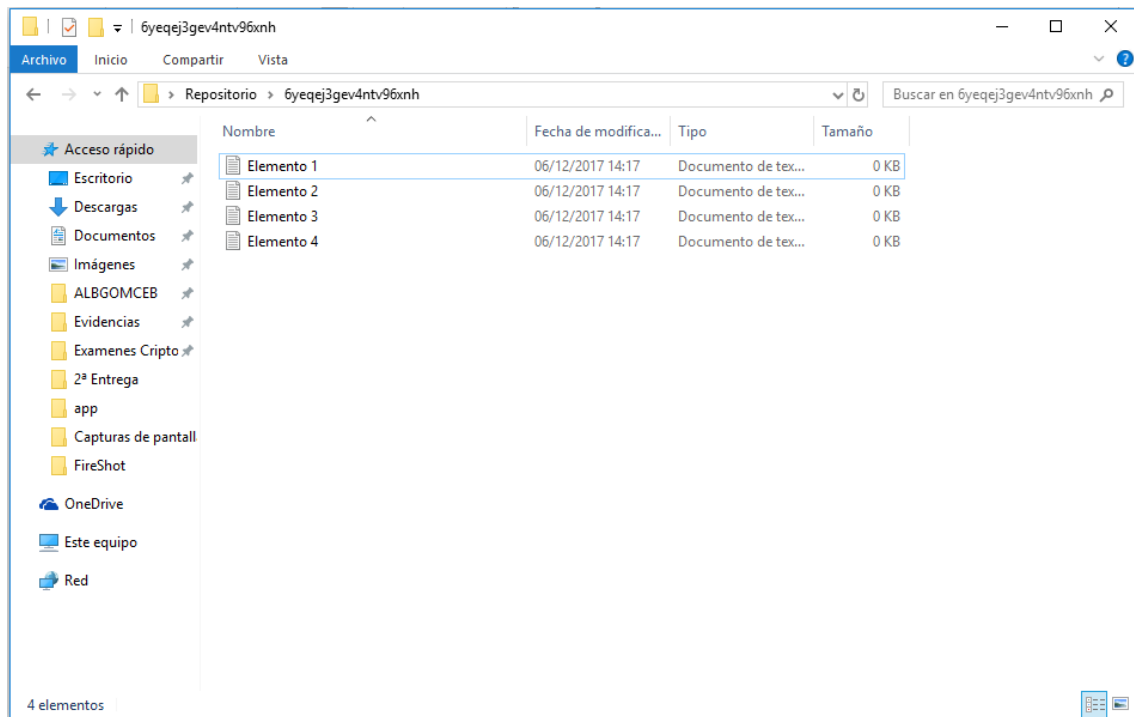 6yeqej3gev4ntv96xnh
Archivo Inicio Compartir Vista
Repositorio › 6yeqej3gev4ntv96xnh Buscar en 6yeqej3gev4ntv96xnh
Nombre Fecha de modifica... Tipo Tamaño
Acceso rápido
Elemento 1 06/12/2017 14:17 Documento de tex... 0 KB
Escritorio
Elemento 2 06/12/2017 14:17 Documento de tex... 0 KB
Descargas
Elemento 3 06/12/2017 14:17 Documento de tex... 0 KB
Documentos
Elemento 4 06/12/2017 14:17 Documento de tex... 0 KB
Imágenes
ALBGOMCEB
Evidencias
Examenes Cripto
2ª Entrega
app
Capturas de pantall
FireShot
OneDrive
Este equipo
Red
4 elementos